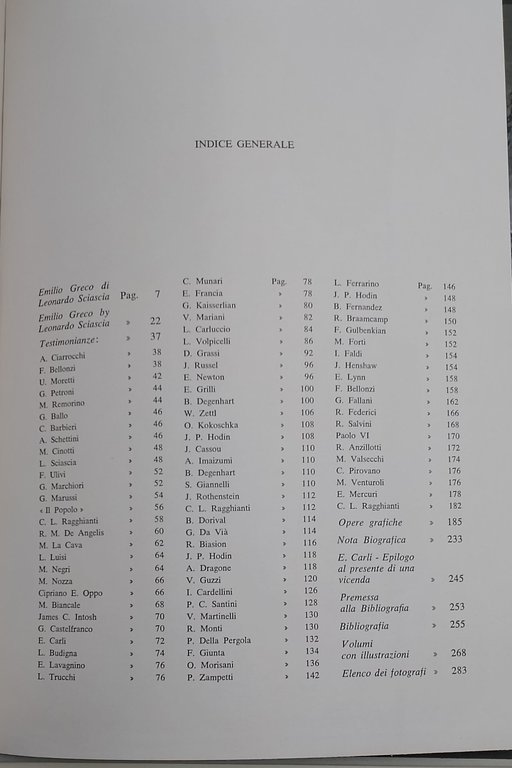 INDICE GENERALE
Emilio Greco di
Leonardo Sciascia Pag. 7
Emilio Greco by
Leonardo Sciascia » 22
Testimonianze: » 37
A. Ciarrocchi » 38
F. Bellonzi » 38
U. Moretti » 42
G. Petroni » 44
M. Remorino » 44
G. Ballo » 46
C. Barbieri » 46
A. Schettini » 46
M. Cinotti » 48
L. Sciascia » 48
F. Ulivi » 52
G. Marchiori » 52
G. Marussi » 54
« Il Popolo » » 56
C. L. Ragghianti » 58
R. M. De Angelis » 60
M. La Cava » 62
L. Luisi » 64
M. Negri » 64
M. Nozza » 66
Cipriano E. Oppo » 66
M. Biancale » 68
James C. Intosh » 70
G. Castelfranco » 70
E. Carli » 72
L. Budigna » 74
E. Lavagnino » 76
L. Trucchi » 76
C. Munari Pag. 78
E. Francia » 78
G. Kaisserlian » 80
V. Mariani » 82
L. Carluccio » 84
L. Volpicelli » 86
D. Grassi » 92
J. Russel » 96
E. Newton » 96
E. Grilli » 100
B. Degenhart » 100
W. Zettl » 106
O. Kokoschka » 108
J. P. Hodin » 108
J. Cassou » 110
A. Imaizumi » 110
B. Degenhart » 110
S. Giannelli » 110
J. Rothenstein » 112
C. L. Ragghianti » 112
B. Dorival » 114
G. Da Vià » 114
R. Biasion » 116
J. P. Hodin » 118
A. Dragone » 118
V. Guzzi » 120
I. Cardellini » 126
P. C. Santini » 128
V. Martinelli » 130
R. Monti » 130
P. Della Pergola » 132
F. Giunta » 134
O. Morisani » 136
P. Zampetti » 142
L. Ferrarino Pag. 146
J. P. Hodin » 148
B. Fernandez » 148
R. Braamcamp » 150
F. Gulbenkian » 152
M. Forti » 152
I. Faldi » 154
J. Henshaw » 154
E. Lynn » 158
F. Bellonzi » 158
G. Fallani » 162
R. Federici » 166
R. Salvini » 168
Paolo VI » 170
R. Anzillotti » 172
M. Valsecchi » 174
C. Pirovano » 176
M. Venturoli » 176
E. Mercuri » 178
C. L. Ragghianti » 182
Opere grafiche » 185
Nota Biografica » 233
E. Carli - Epilogo
al presente di una
vicenda » 245
Premessa
alla Bibliografia » 253
Bibliografia » 255
Volumi
con illustrazioni » 268
Elenco dei fotografi » 283